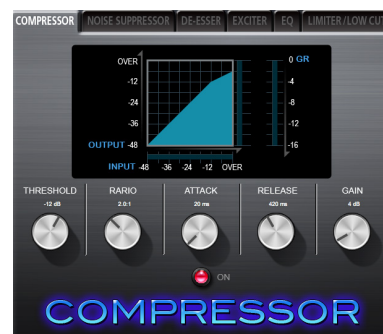 COMPRESSOR NOISE SUPPRESSOR DE-ESSER EXCITER EQ LIMITER/LOW CUT
OVER 0 GR
-12 -4
-24 -8
-36 -12
OUTPUT -48 -16
INPUT -48 -36 -24 -12 OVER
THRESHOLD RARIO ATTACK RELEASE GAIN
-12 dB 2.0:1 20 ms 420 ms 4 dB
ON
COMPRESSOR